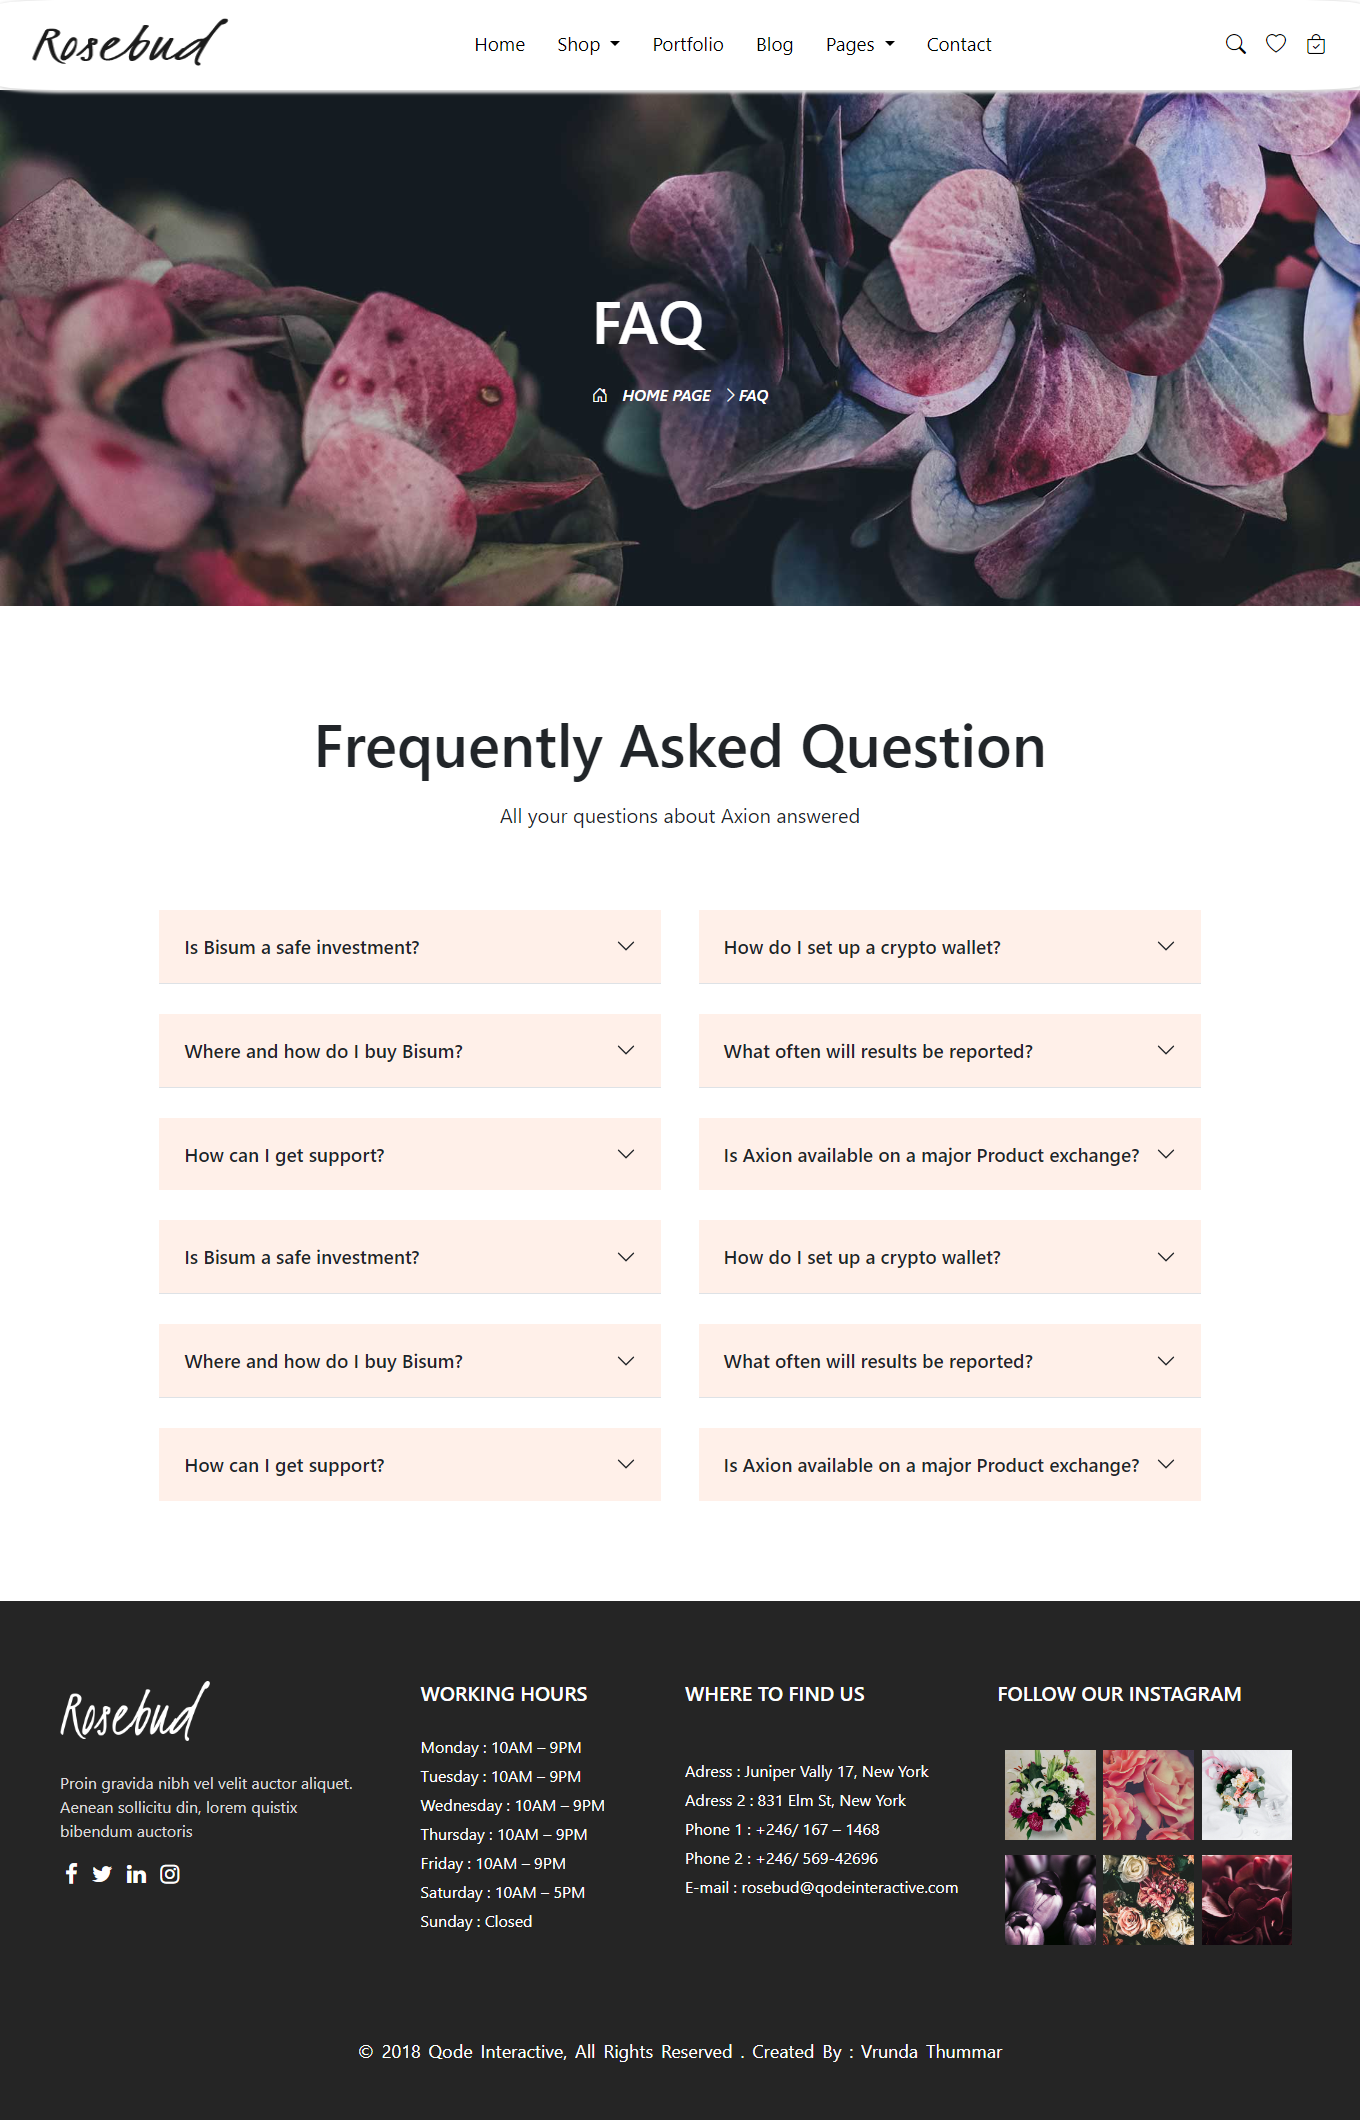 Rosebud
Home Shop Portfolio Blog Pages Contact
FAQ
HOME PAGE FAQ
Frequently Asked Question
All your questions about Axion answered
Is Bisum a safe investment?
How do I set up a crypto wallet?
Where and how do I buy Bisum?
What often will results be reported?
How can I get support?
Is Axion available on a major Product exchange?
Is Bisum a safe investment?
How do I set up a crypto wallet?
Where and how do I buy Bisum?
What often will results be reported?
How can I get support?
Is Axion available on a major Product exchange?
Rosebud
Proin gravida nibh vel velit auctor aliquet.
Aenean sollicitu din, lorem quistix
bibendum auctoris
WORKING HOURS
Monday : 10AM – 9PM
Tuesday : 10AM – 9PM
Wednesday : 10AM – 9PM
Thursday : 10AM – 9PM
Friday : 10AM – 9PM
Saturday : 10AM – 5PM
Sunday : Closed
WHERE TO FIND US
Adress : Juniper Vally 17, New York
Adress 2 : 831 Elm St, New York
Phone 1 : +246/ 167 – 1468
Phone 2 : +246/ 569-42696
E-mail : rosebud@qodeinteractive.com
FOLLOW OUR INSTAGRAM
© 2018 Qode Interactive, All Rights Reserved . Created By : Vrunda Thummar